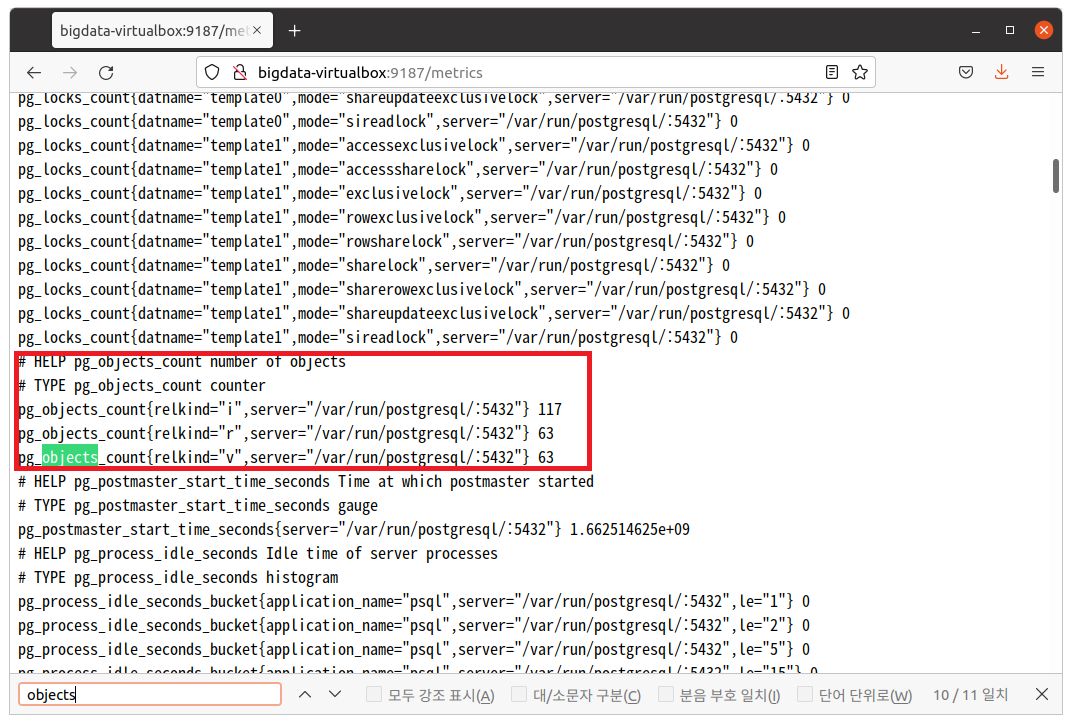 bigdata-virtualbox:9187/met
bigdata-virtualbox:9187/metrics
pg_locks_count{datname="template0",mode="shareupdateexclusivelock",server="/var/run/postgresql/:5432"} 0
pg_locks_count{datname="template0",mode="sireadlock",server="/var/run/postgresql/:5432"} 0
pg_locks_count{datname="template1",mode="accessexclusivelock",server="/var/run/postgresql/:5432"} 0
pg_locks_count{datname="template1",mode="accesssharelock",server="/var/run/postgresql/:5432"} 0
pg_locks_count{datname="template1",mode="exclusivelock",server="/var/run/postgresql/:5432"} 0
pg_locks_count{datname="template1",mode="rowexclusivelock",server="/var/run/postgresql/:5432"} 0
pg_locks_count{datname="template1",mode="rowsharelock",server="/var/run/postgresql/:5432"} 0
pg_locks_count{datname="template1",mode="sharelock",server="/var/run/postgresql/:5432"} 0
pg_locks_count{datname="template1",mode="sharerowexclusivelock",server="/var/run/postgresql/:5432"} 0
pg_locks_count{datname="template1",mode="shareupdateexclusivelock",server="/var/run/postgresql/:5432"} 0
pg_locks_count{datname="template1",mode="sireadlock",server="/var/run/postgresql/:5432"} 0
# HELP pg_objects_count number of objects
# TYPE pg_objects_count counter
pg_objects_count{relkind="i",server="/var/run/postgresql/:5432"} 117
pg_objects_count{relkind="r",server="/var/run/postgresql/:5432"} 63
pg_objects_count{relkind="v",server="/var/run/postgresql/:5432"} 63
# HELP pg_postmaster_start_time_seconds Time at which postmaster started
# TYPE pg_postmaster_start_time_seconds gauge
pg_postmaster_start_time_seconds{server="/var/run/postgresql/:5432"} 1.662514625e+09
# HELP pg_process_idle_seconds Idle time of server processes
# TYPE pg_process_idle_seconds histogram
pg_process_idle_seconds_bucket{application_name="psql",server="/var/run/postgresql/:5432",le="1"} 0
pg_process_idle_seconds_bucket{application_name="psql",server="/var/run/postgresql/:5432",le="2"} 0
pg_process_idle_seconds_bucket{application_name="psql",server="/var/run/postgresql/:5432",le="5"} 0
pg_process_idle_seconds_bucket{application_name="psql",server="/var/run/postgresql/:5432",le="15"} 0
objects 모두 강조 표시(A) 대/소문자 구분(C) 분음 부호 일치(I) 단어 단위로(W) 10 / 11 일치